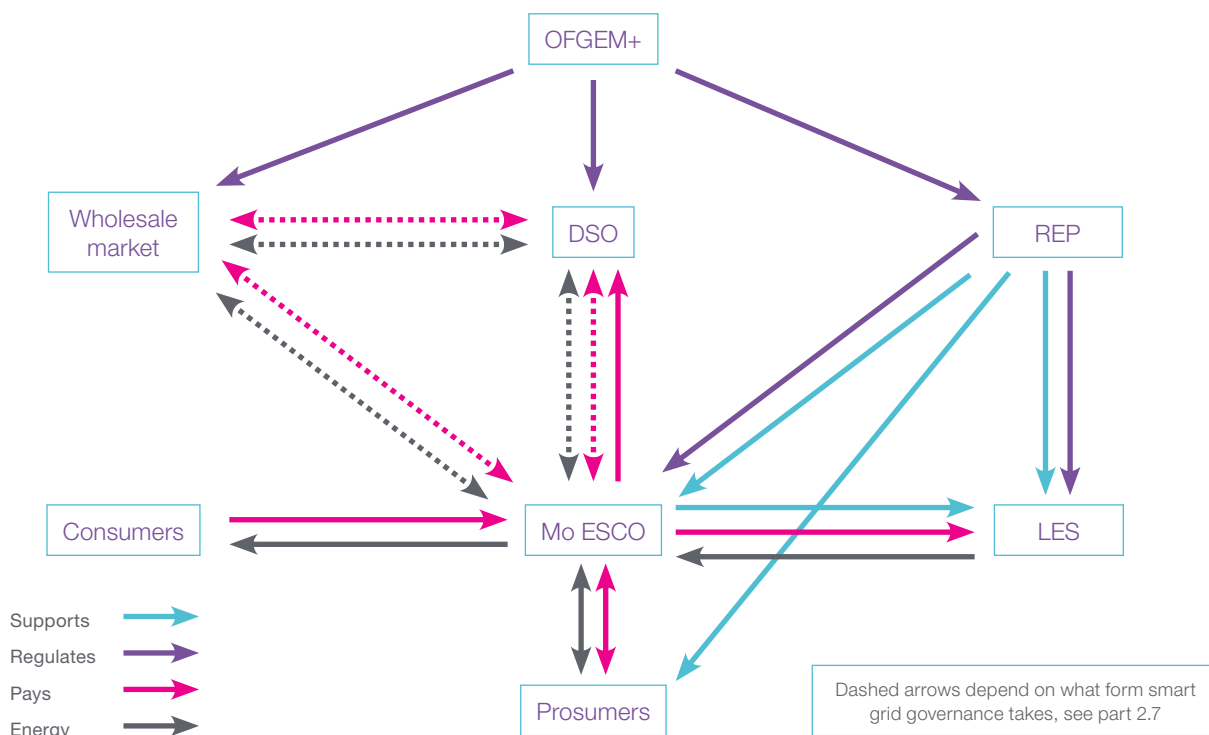 OFGEM+
Wholesale
market
DSO
REP
Consumers
Mo ESCO
LES
Supports
Regulates
Pays
Energy
Prosumers
Dashed arrows depend on what form smart
grid governance takes, see part 2.7